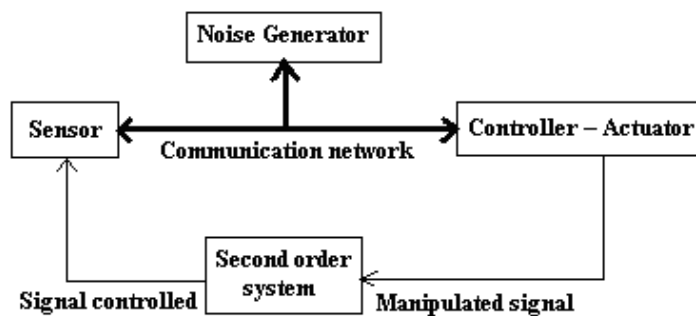 Noise Generator
Sensor
Controller – Actuator
Communication network
Second order
system
Signal controlled
Manipulated signal